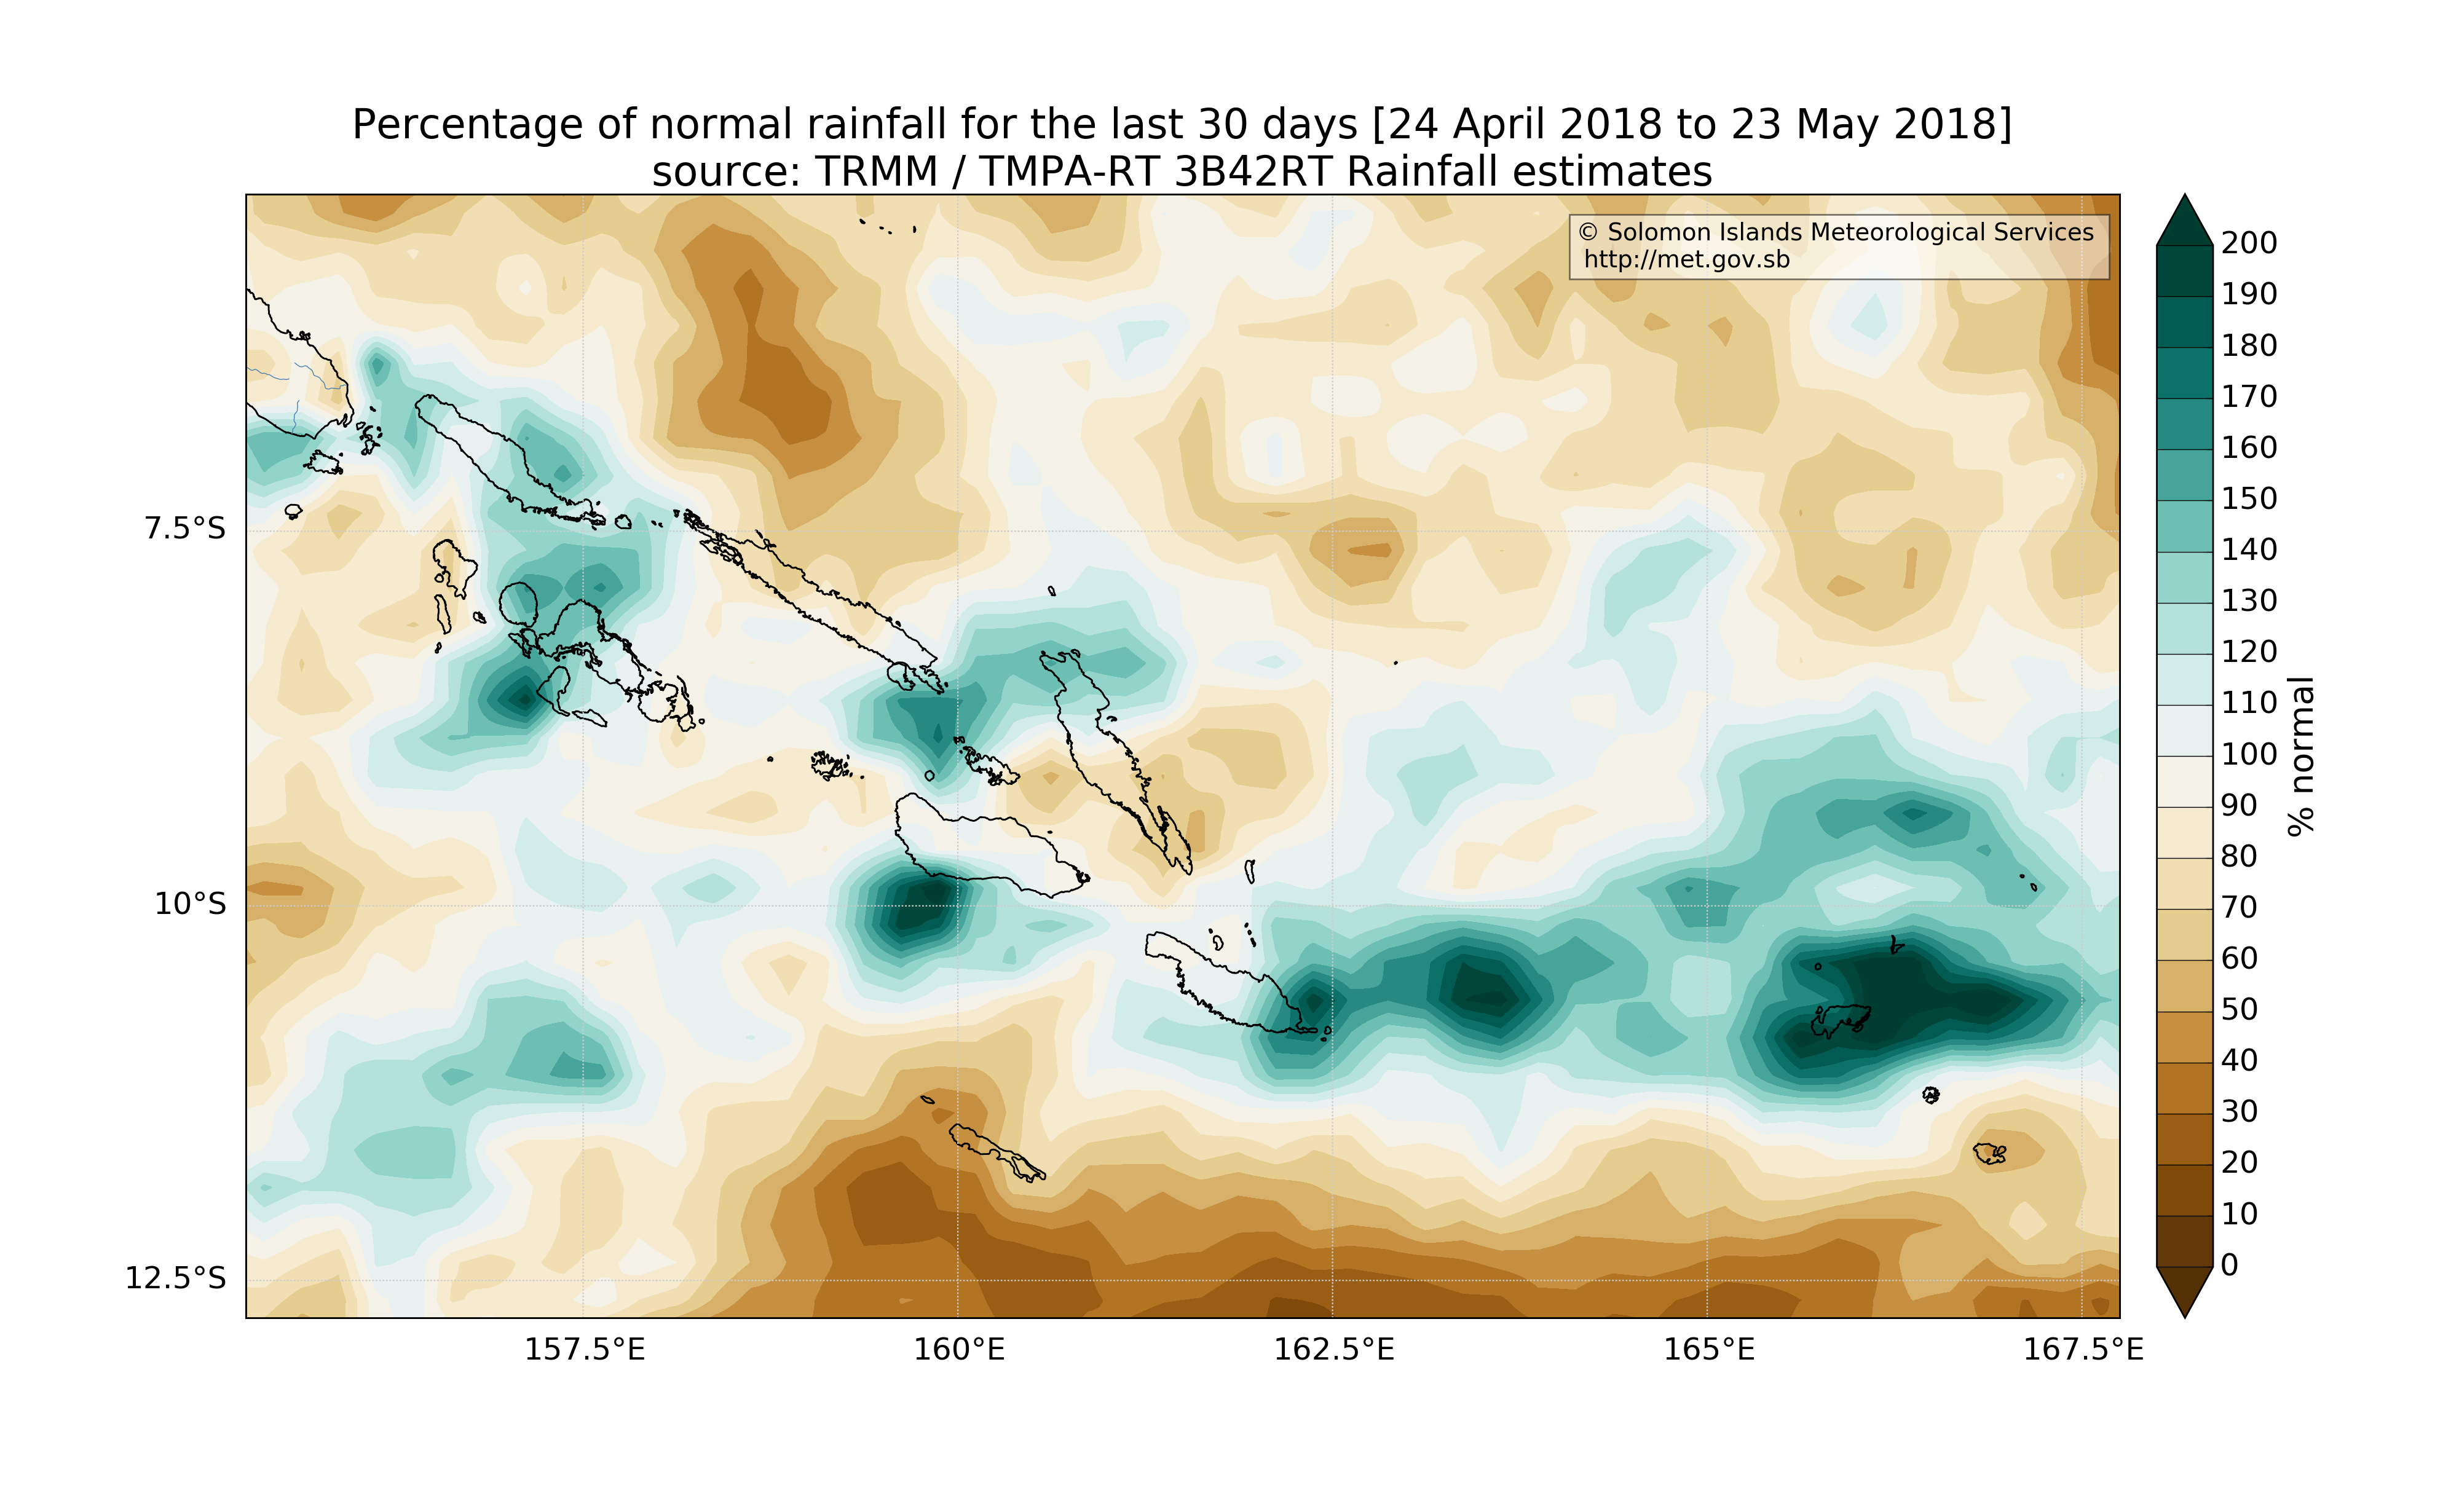 Percentage of normal rainfall for the last 30 days [24 April 2018 to 23 May 2018]
source: TRMM / TMPA-RT 3B42RT Rainfall estimates
© Solomon Islands Meteorological Services
http://met.gov.sb
7.5°S
10°S
12.5°S
157.5°E
160°E
162.5°E
165°E
167.5°E
200
190
180
170
160
150
140
130
120
110
100
90
80
70
60
50
40
30
20
10
0
% normal